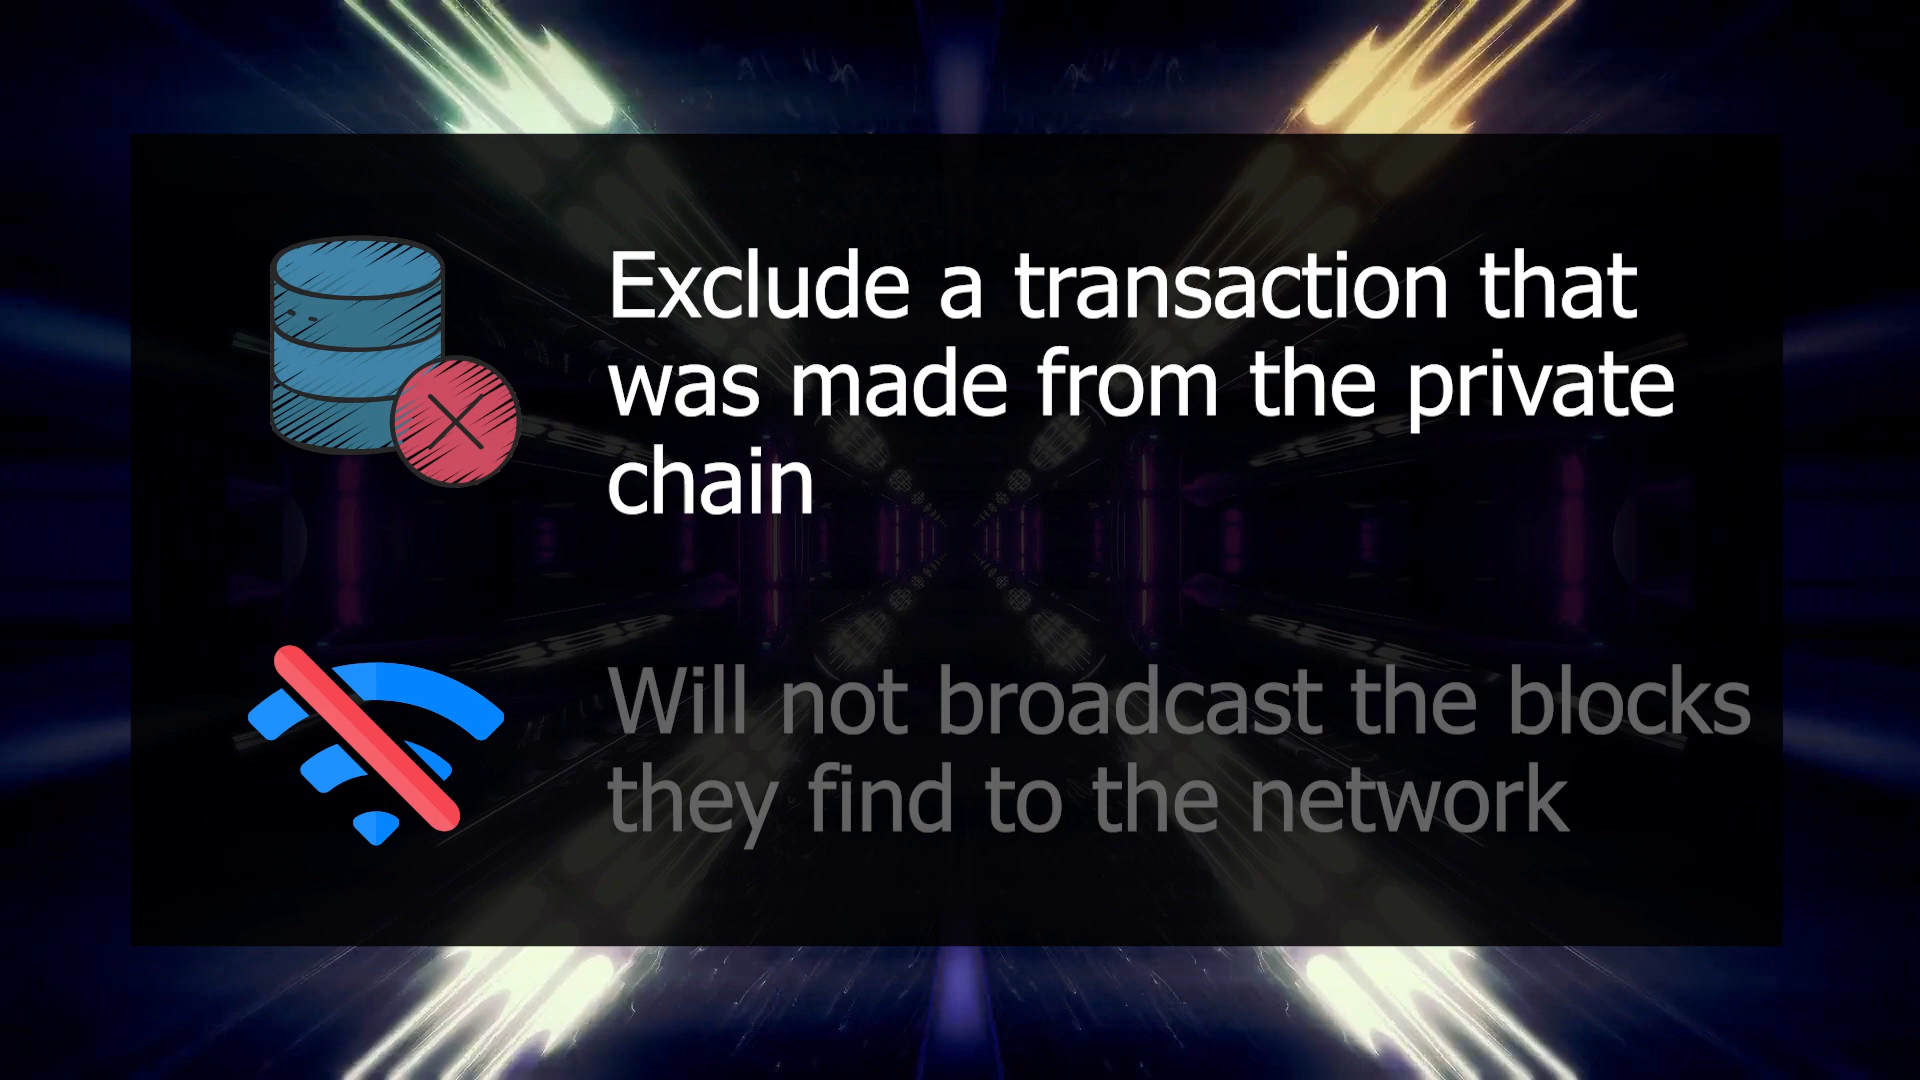 Exclude a transaction that
was made from the private
chain
Will not broadcast the blocks
they find to the network